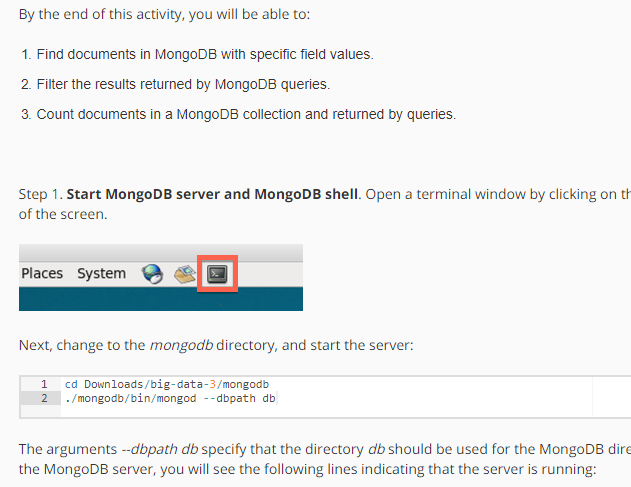 By the end of this activity, you will be able to:
1. Find documents in MongoDB with specific field values.
2. Filter the results returned by MongoDB queries.
3. Count documents in a MongoDB collection and returned by queries.
Step 1. Start MongoDB server and MongoDB shell. Open a terminal window by clicking on
of the screen.
Places System
Next, change to the mongodb directory, and start the server:
1 cd Downloads/big-data-3/mongodb
2 ./mongodb/bin/mongod --dbpath db
The arguments --dbpath db specify that the directory db should be used for the MongoDB
the MongoDB server, you will see the following lines indicating that the server is running: